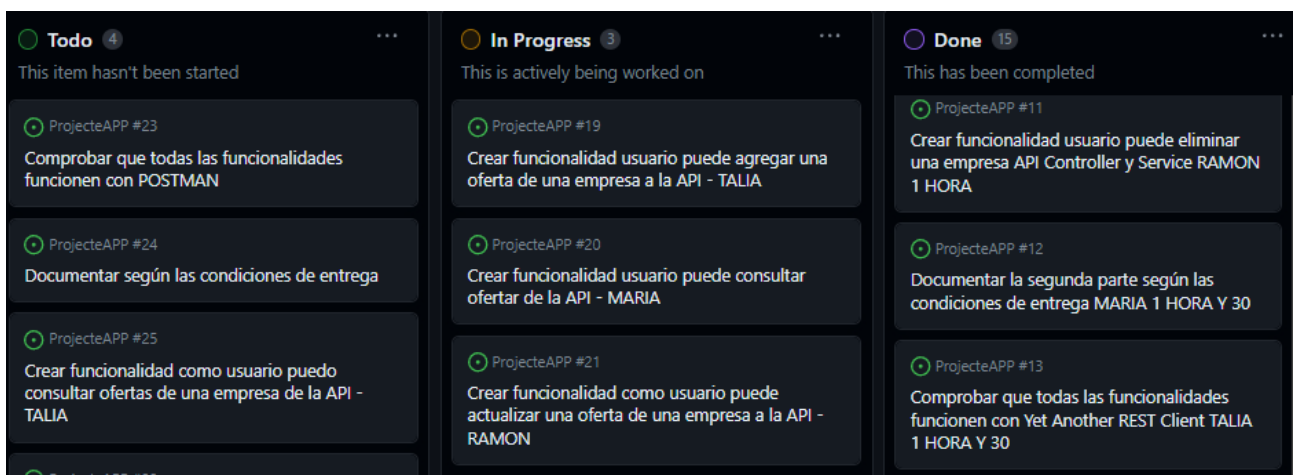 Todo 4 ...
This item hasn't been started
ProjecteAPP #23
Comprobar que todas las funcionalidades
funcionen con POSTMAN
ProjecteAPP #24
Documentar según las condiciones de entrega
ProjecteAPP #25
Crear funcionalidad como usuario puedo
consultar ofertas de una empresa de la API -
TALIA
In Progress 3 ...
This is actively being worked on
ProjecteAPP #19
Crear funcionalidad usuario puede agregar una
oferta de una empresa a la API - TALIA
ProjecteAPP #20
Crear funcionalidad usuario puede consultar
ofertar de la API - MARIA
ProjecteAPP #21
Crear funcionalidad como usuario puede
actualizar una oferta de una empresa a la API -
RAMON
Done 15 ...
This has been completed
ProjecteAPP #11
Crear funcionalidad usuario puede eliminar
una empresa API Controller y Service RAMON
1 HORA
ProjecteAPP #12
Documentar la segunda parte según las
condiciones de entrega MARIA 1 HORA Y 30
ProjecteAPP #13
Comprobar que todas las funcionalidades
funcionen con Yet Another REST Client TALIA
1 HORA Y 30